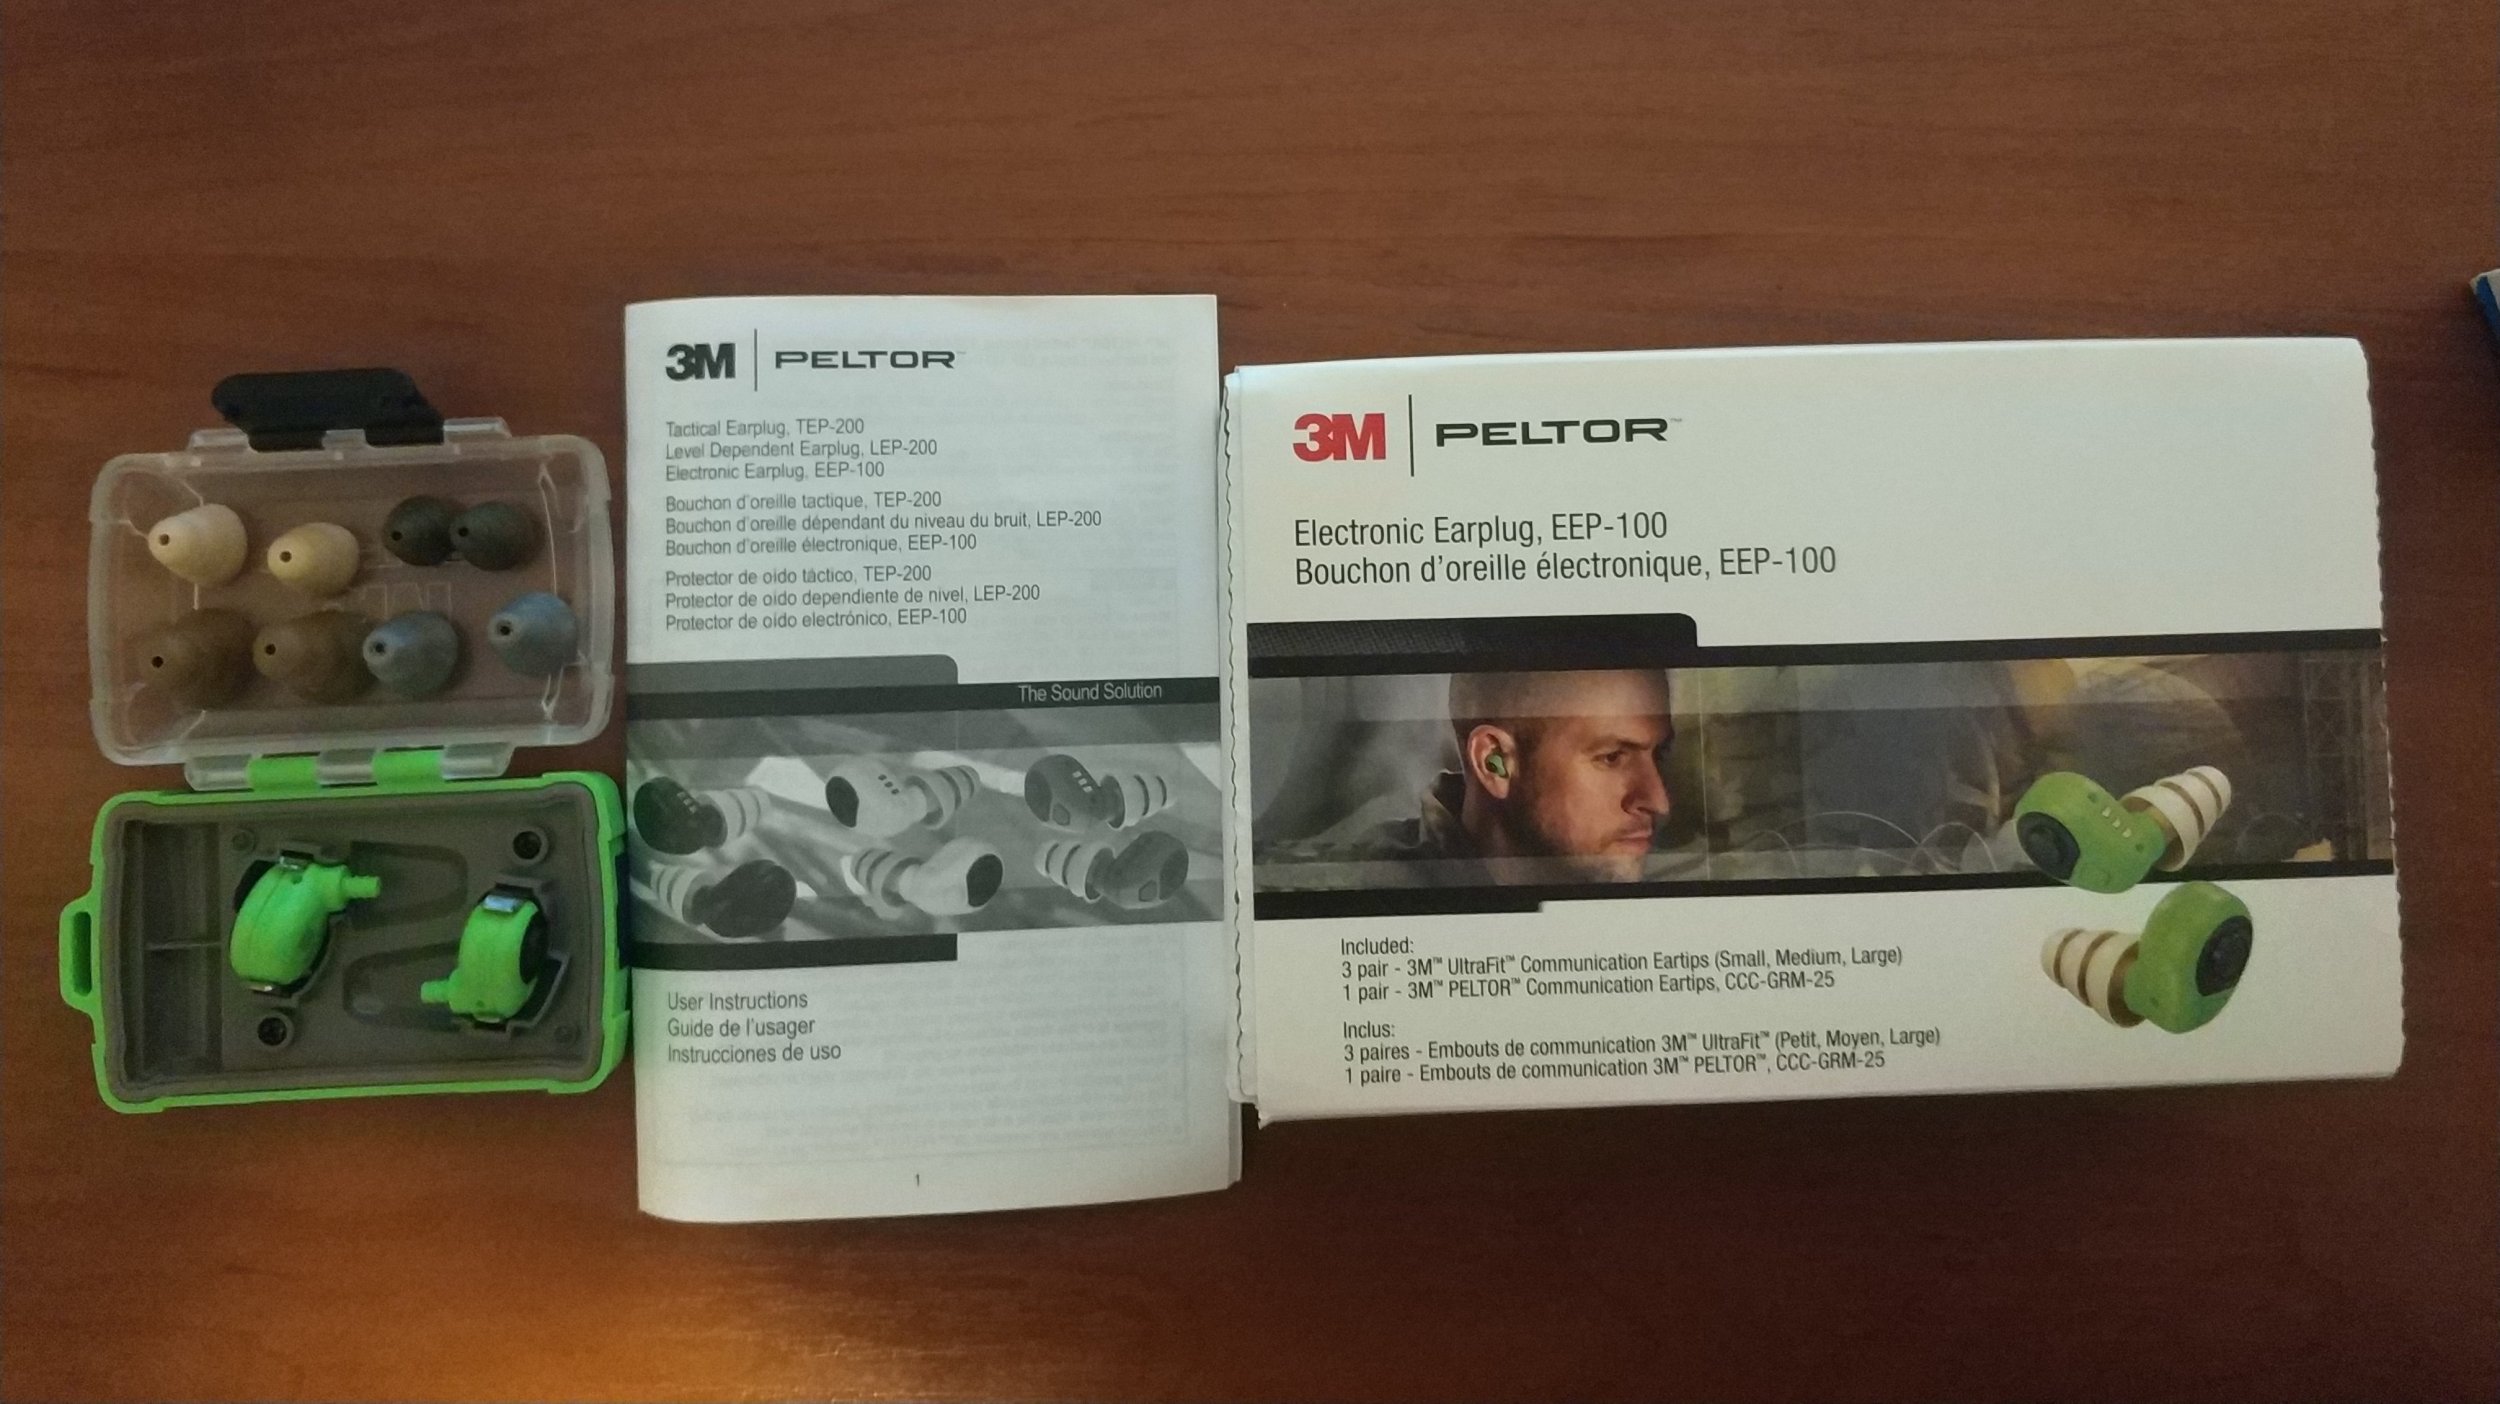 3M PELTOR
Tactical Earplug, TEP-200
Level Dependent Earplug, LEP-200
Electronic Earplug, EEP-100
Bouchon d'oreille tactique, TEP-200
Bouchon d'oreille dépendant du niveau du bruit, LEP-200
Bouchon d'oreille électronique, EEP-100
Protector de oido táctico, TEP-200
Protector de oido dependiente de nivel, LEP-200
Protector de oido electrónico, EEP-100
The Sound Solution
User Instructions
Guide de l'usager
Instrucciones de uso
1
3M PELTOR™
Electronic Earplug, EEP-100
Bouchon d'oreille électronique, EEP-100
Included:
3 pair - 3M™ UltraFit™ Communication Eartips (Small, Medium, Large)
1 pair - 3M™ PELTOR™ Communication Eartips, CCC-GRM-25
Inclus:
3 paires - Embouts de communication 3M™ UltraFit™ (Petit, Moyen, Large)
1 paire - Embouts de communication 3M™ PELTOR™, CCC-GRM-25